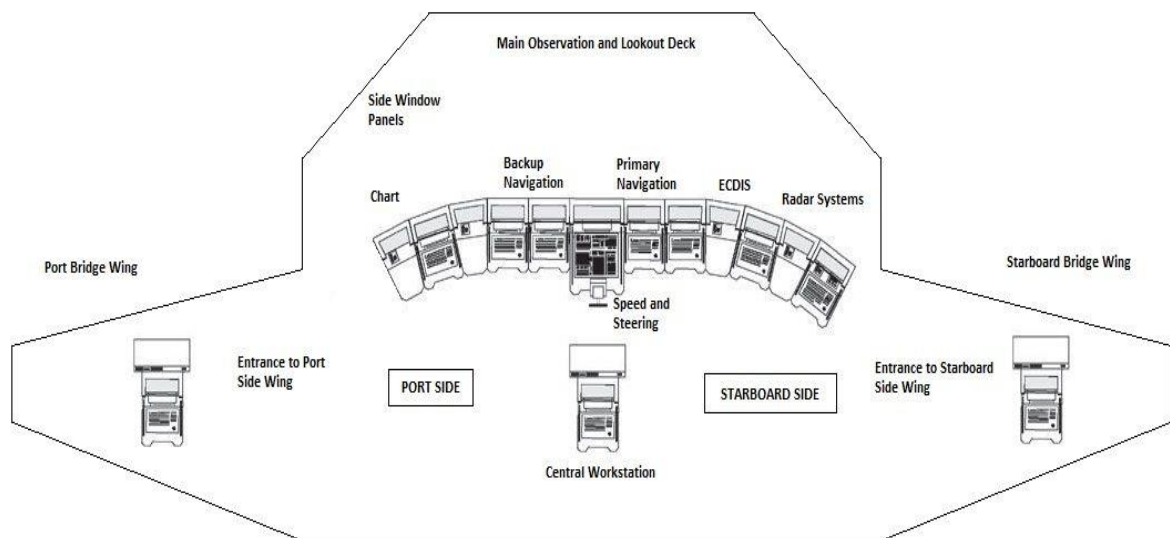 Main Observation and Lookout Deck
Side Window
Panels
Backup
Navigation
Primary
Navigation
Chart
ECDIS
Radar Systems
Port Bridge Wing
Starboard Bridge Wing
Speed and
Steering
Entrance to Port
Side Wing
PORT SIDE
STARBOARD SIDE
Entrance to Starboard
Side Wing
Central Workstation